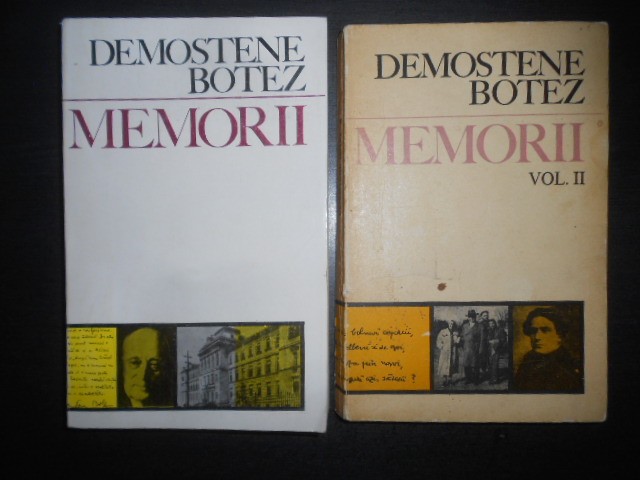 DEMOSTENE
BOTEZ
MEMORII
DEMOSTENE
BOTEZ
MEMORII
VOL. II